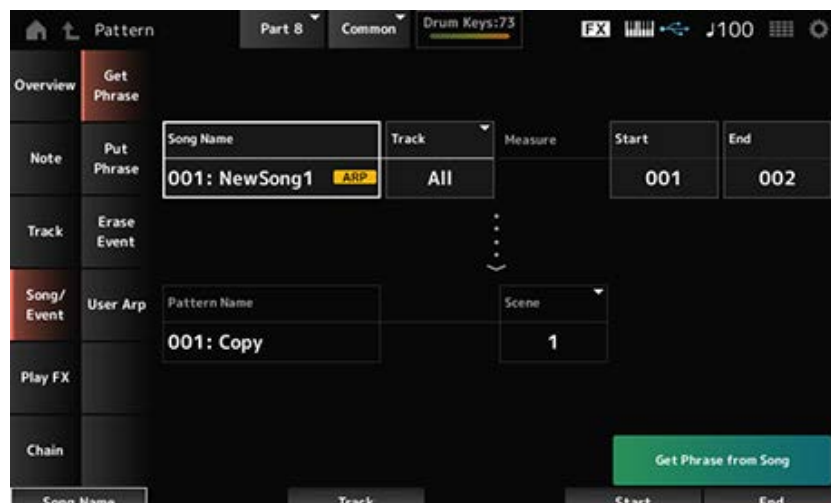 Pattern
Part 8
Common
Drum Keys:73
FX
♩100
Overview
Get
Phrase
Note
Put
Phrase
Song Name
Track
Measure
Start
End
001: NewSong1
ARP
All
001
002
Track
Erase
Event
Song/
Event
User Arp
Pattern Name
Scene
001: Copy
1
Play FX
Chain
Get Phrase from Song
Song Name
Track
Start
End